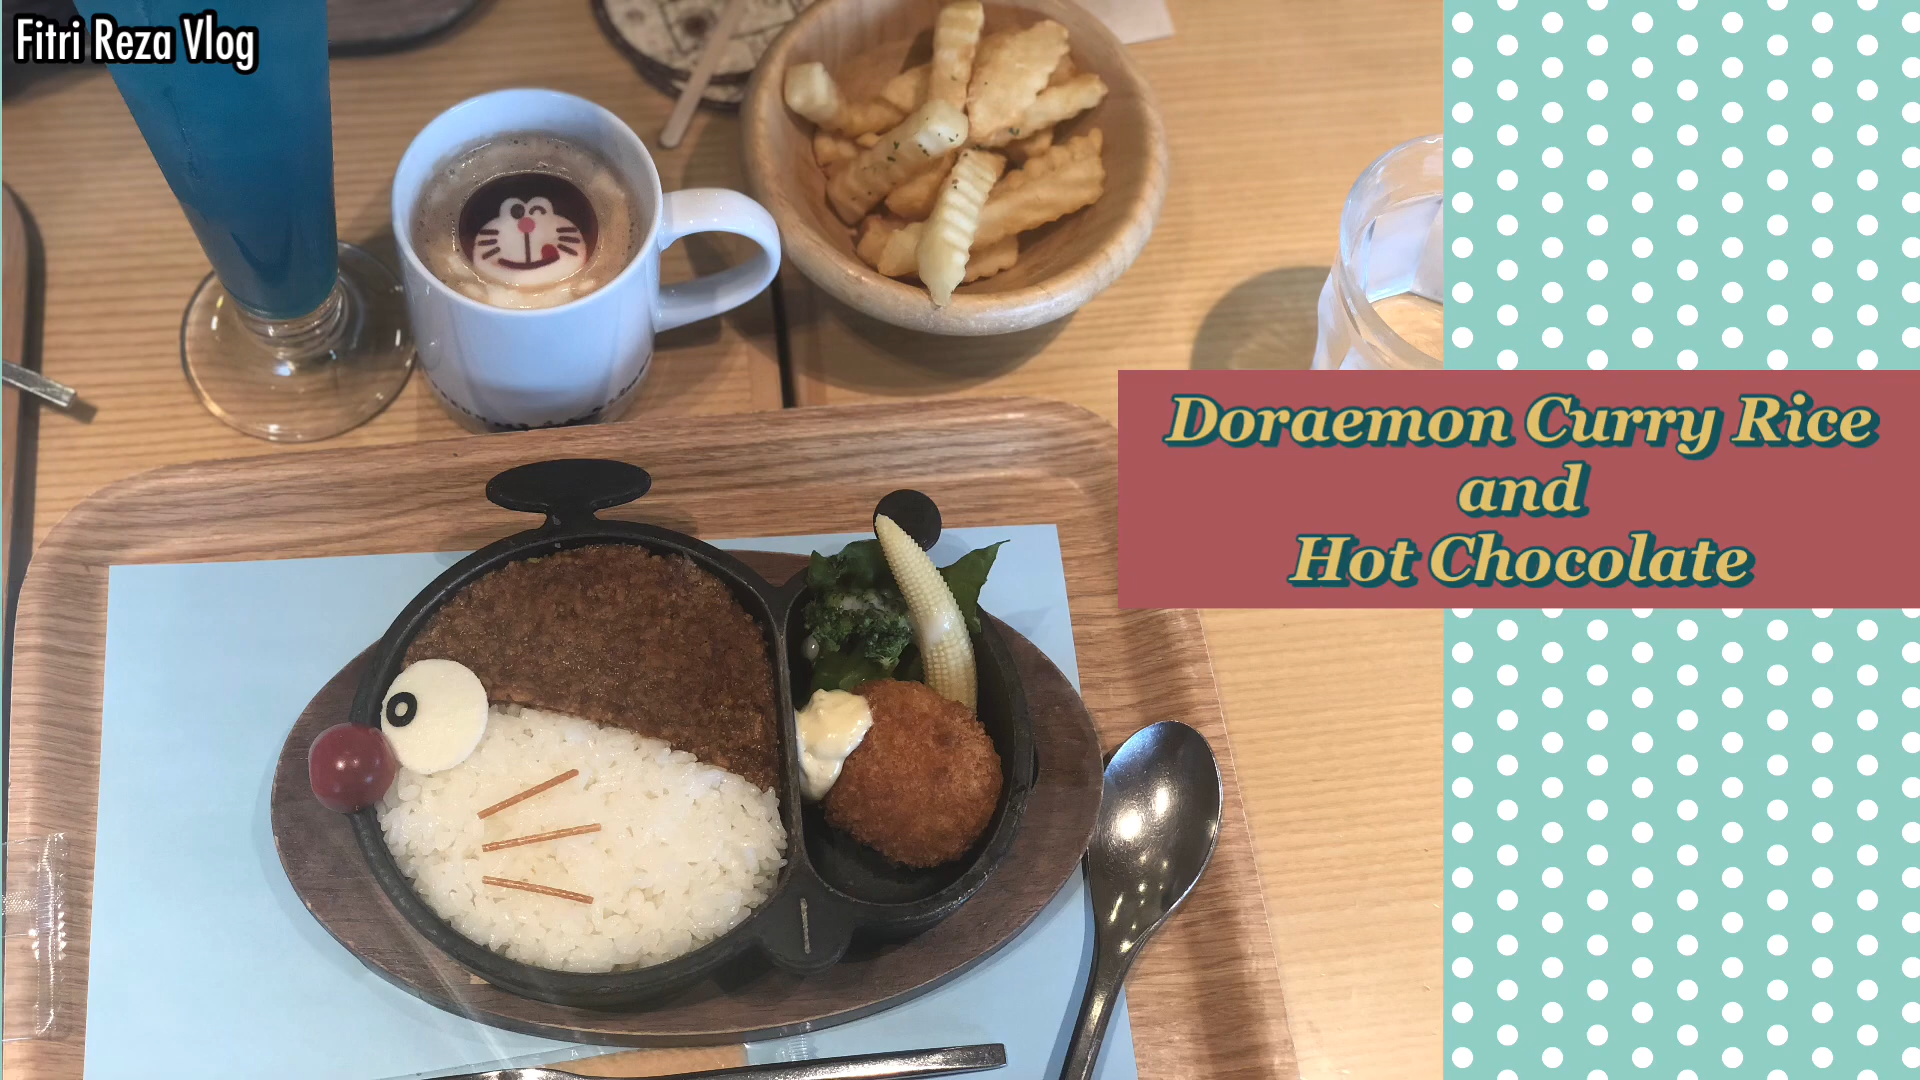 Fitri Reza Vlog
Doraemon Curry Rice
and
Hot Chocolate